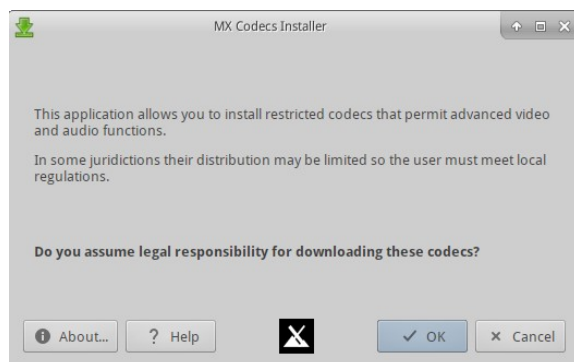 MX Codecs Installer
This application allows you to install restricted codecs that permit advanced video
and audio functions.
In some juridictions their distribution may be limited so the user must meet local
regulations.
Do you assume legal responsibility for downloading these codecs?
About...
? Help
OK
Cancel